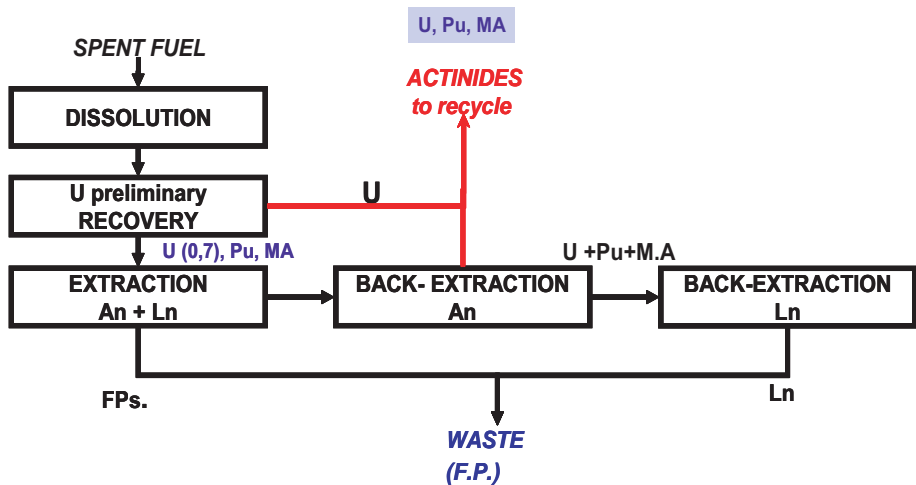 U, Pu, MA
SPENT FUEL
ACTINIDES
to recycle
DISSOLUTION
U preliminary
RECOVERY
U
U (0,7), Pu, MA
U +Pu+M.A
EXTRACTION
An + Ln
BACK- EXTRACTION
An
BACK-EXTRACTION
Ln
FPs.
Ln
WASTE
(F.P.)